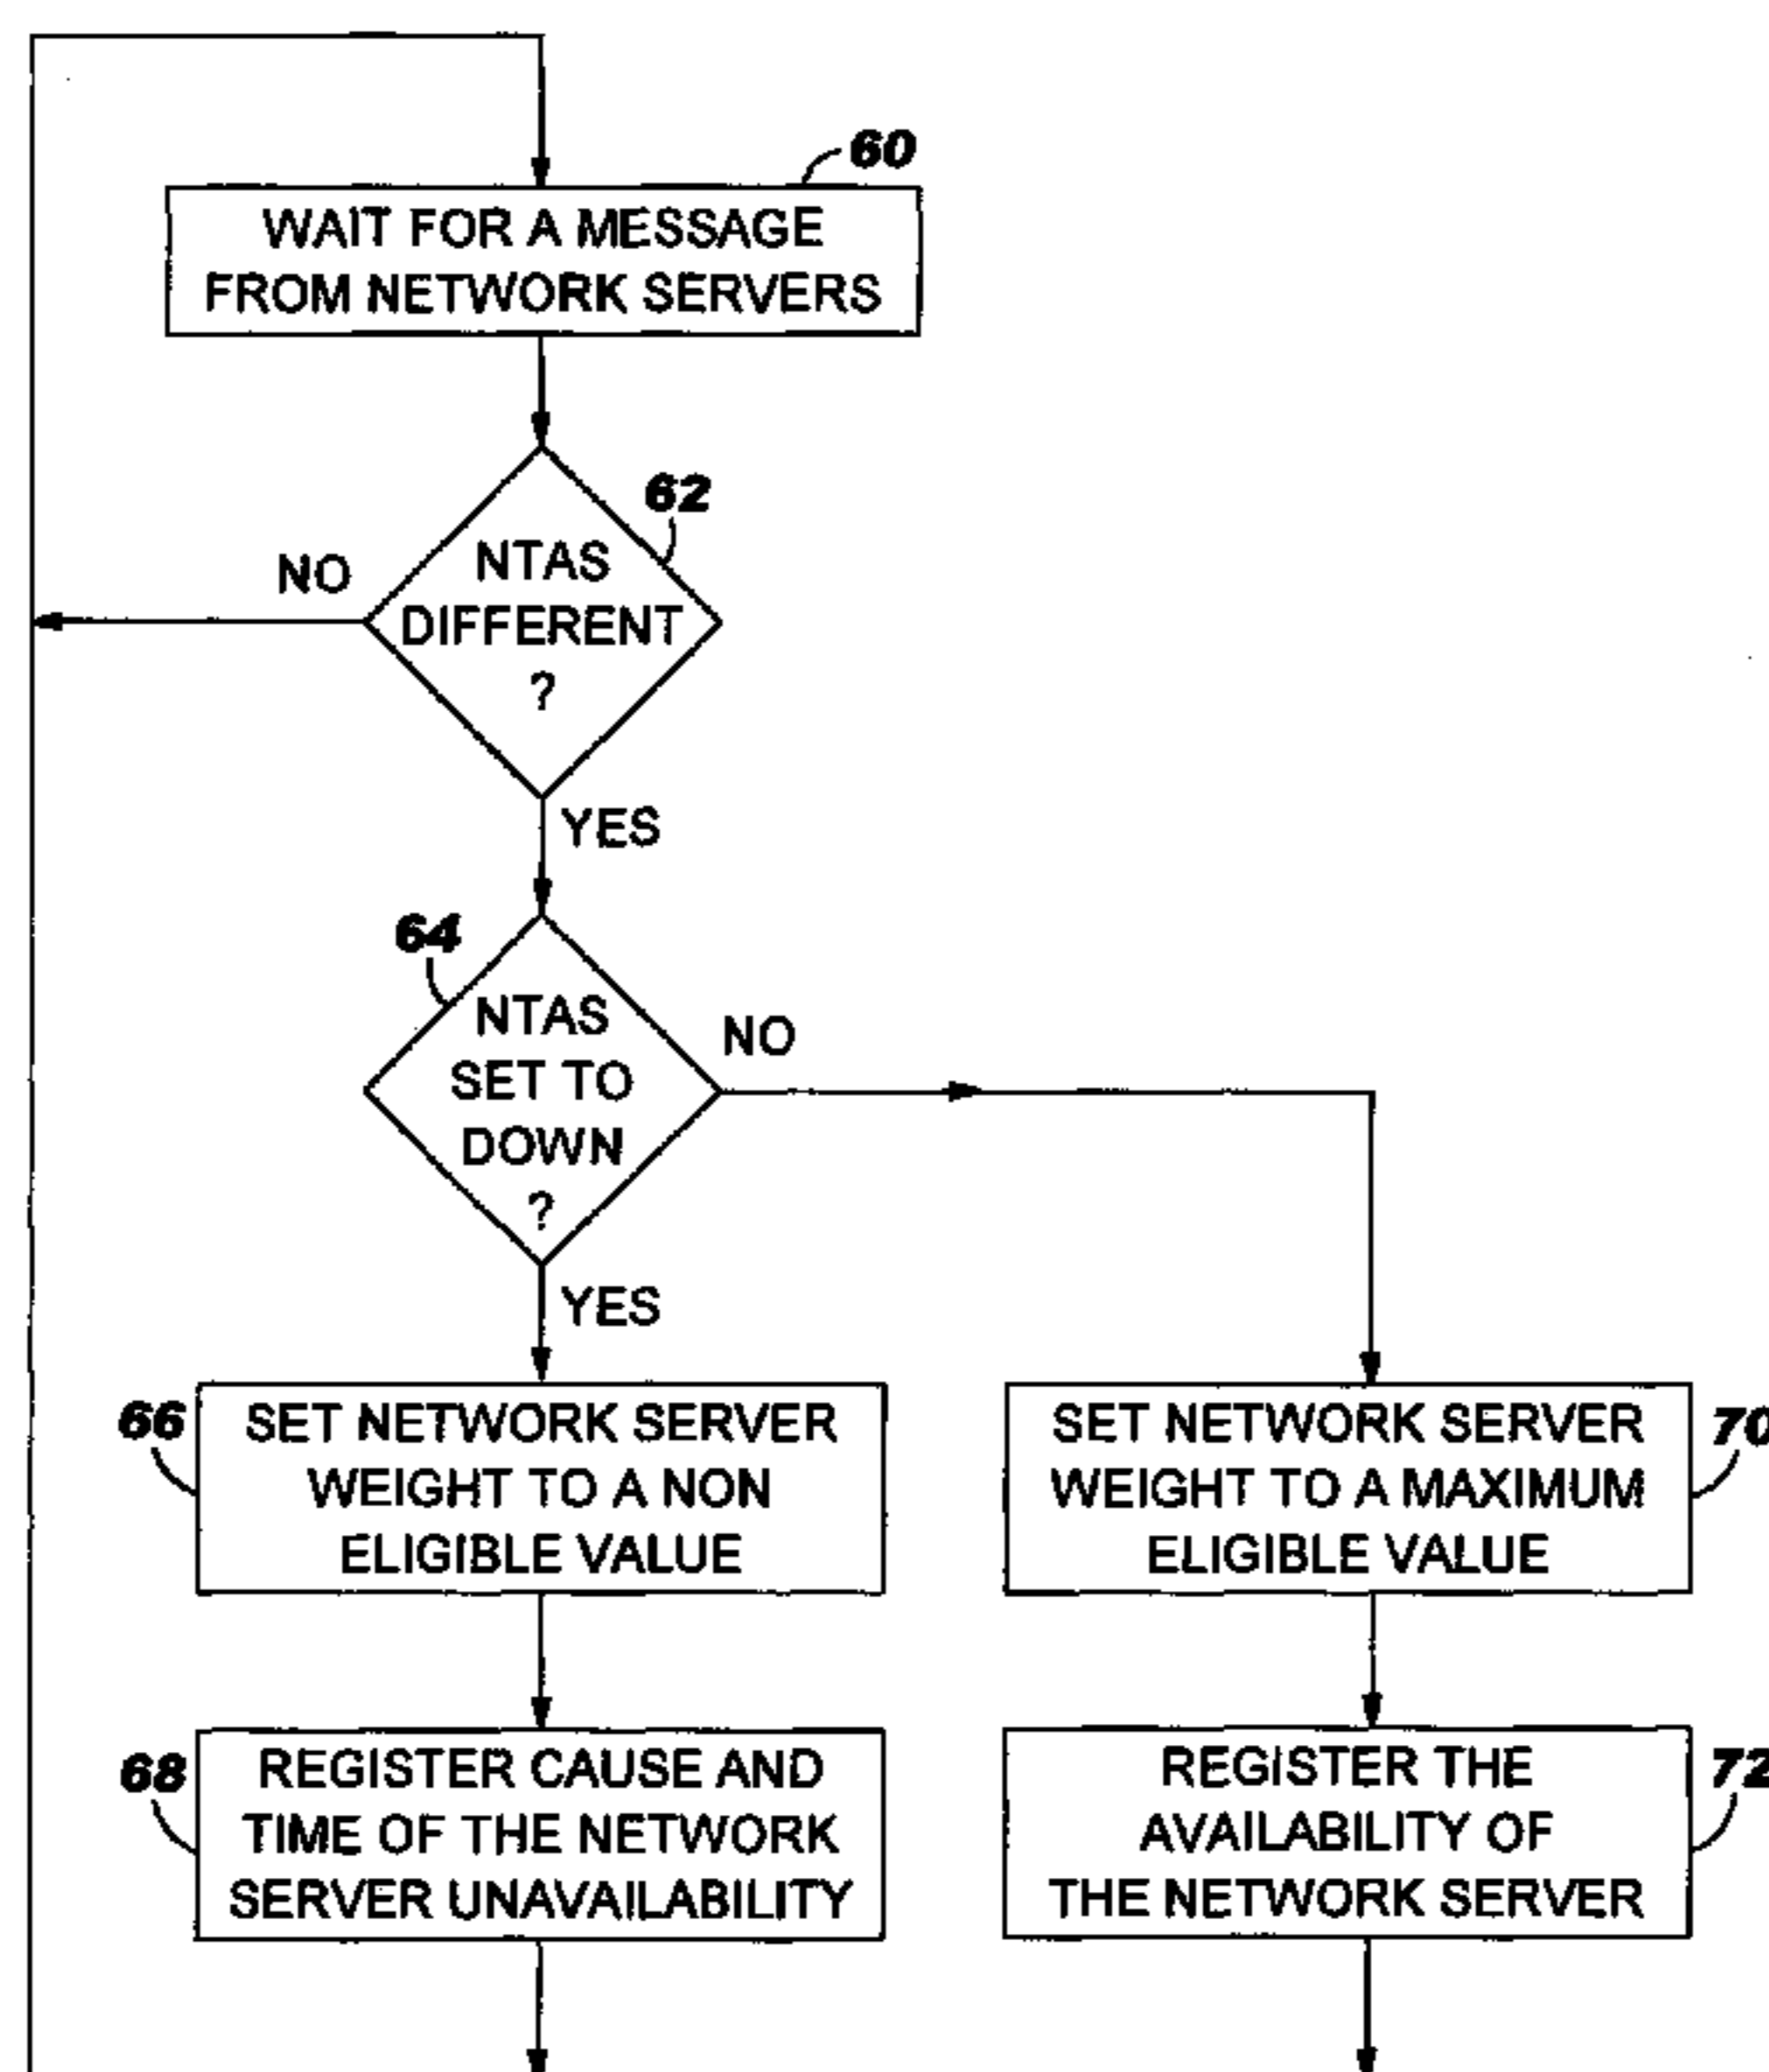 60
WAIT FOR A MESSAGE
FROM NETWORK SERVERS
62
NTAS
DIFFERENT
?
NO
YES
64
NTAS
SET TO
DOWN
?
NO
YES
66
SET NETWORK SERVER
WEIGHT TO A NON
ELIGIBLE VALUE
SET NETWORK SERVER
WEIGHT TO A MAXIMUM
ELIGIBLE VALUE
70
68
REGISTER CAUSE AND
TIME OF THE NETWORK
SERVER UNAVAILABILITY
REGISTER THE
AVAILABILITY OF
THE NETWORK SERVER
72